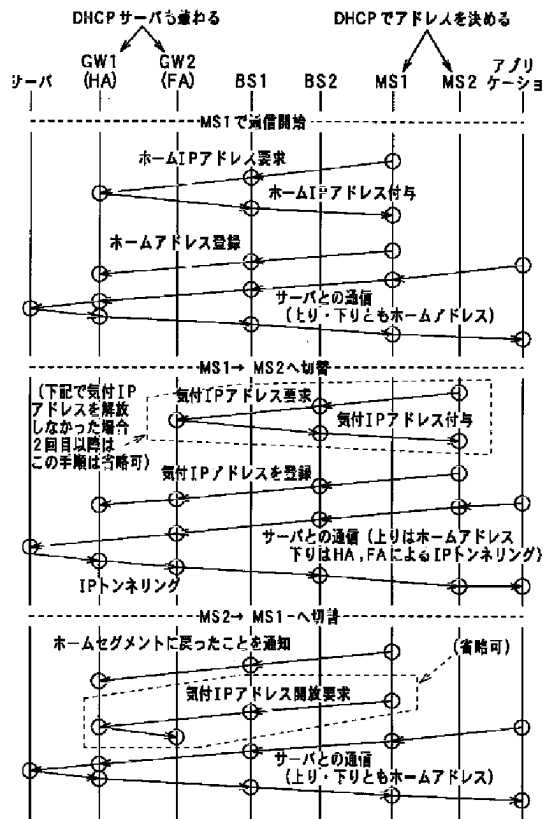 DHCPサーバも兼ねる
DHCPでアドレスを決める
サーバ
GW1
(HA)
GW2
(FA)
BS1
BS2
MS1
MS2
アプリ
ケーショ
MS1で通信開始
ホームIPアドレス要求
ホームIPアドレス付与
ホームアドレス登録
サーバとの通信
(上り・下りともホームアドレス)
MS1→MS2へ切替
(下記で気付IP
アドレスを解放
しなかった場合
2回目以降は
この手順は省略可)
気付IPアドレス要求
気付IPアドレス付与
気付IPアドレスを登録
サーバとの通信(上りはホームアドレス
下りはHA,FAによるIPトンネリング)
IPトンネリング
MS2→MS1へ切替
ホームセグメントに戻ったことを通知
(省略可)
気付IPアドレス開放要求
サーバとの通信
(上り・下りともホームアドレス)